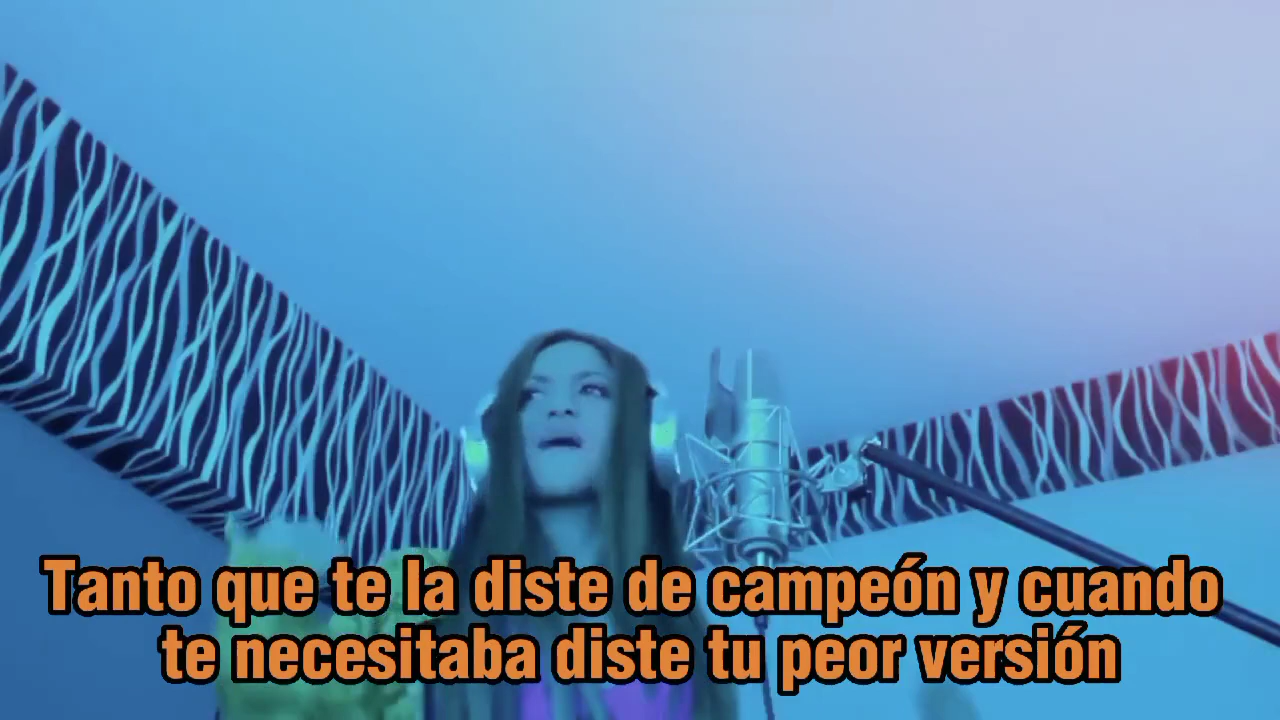 Tanto que te la diste de campeón y cuando
te necesitaba diste tu peor versión